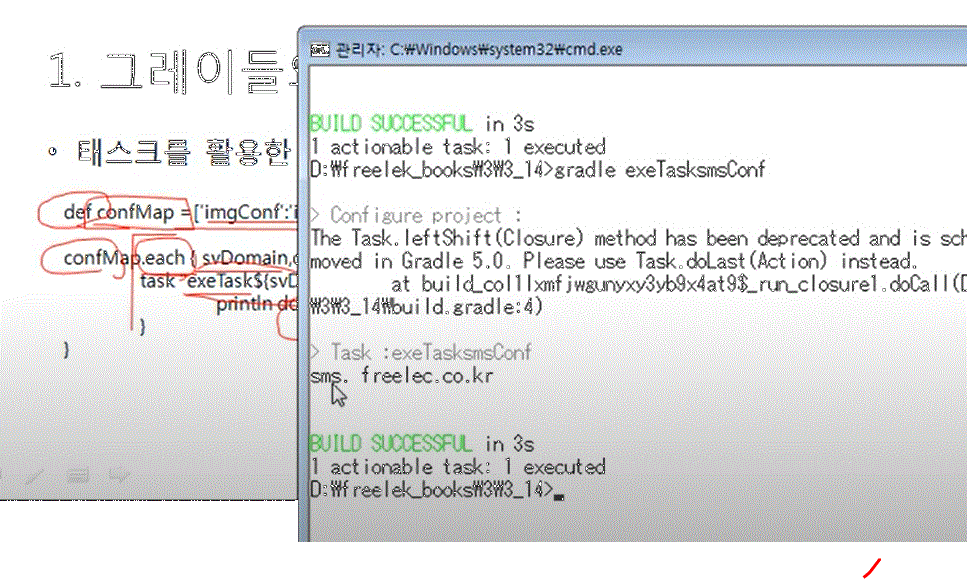 1. 그레이들의
• 태스크를 활용한
def confMap =['imgConf':'i
confMap.each { svDomain,
task "exeTask${svD
println do
}
}
관리자: C:₩Windows₩system32₩cmd.exe
BUILD SUCCESSFUL in 3s
1 actionable task: 1 executed
D:₩freelek_books₩3₩3_14>gradle exeTasksmsConf
> Configure project :
The Task.leftShift(Closure) method has been deprecated and is sch
moved in Gradle 5.0. Please use Task.doLast(Action) instead.
at build_col1lxmfjwgunyxy3yb9x4at9$_run_closure1.doCall(D
₩3₩3_14₩build.gradle:4)
> Task :exeTasksmsConf
sms. freelec.co.kr
BUILD SUCCESSFUL in 3s
1 actionable task: 1 executed
D:₩freelek_books₩3₩3_14>